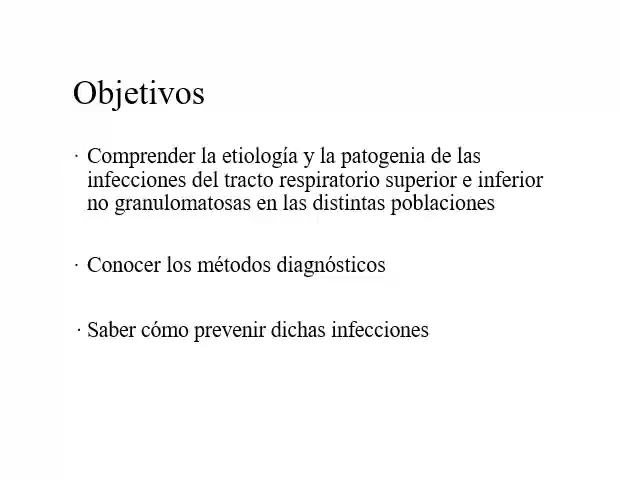 Objetivos
· Comprender la etiología y la patogenia de las
infecciones del tracto respiratorio superior e inferior
no granulomatosas en las distintas poblaciones
· Conocer los métodos diagnósticos
· Saber cómo prevenir dichas infecciones